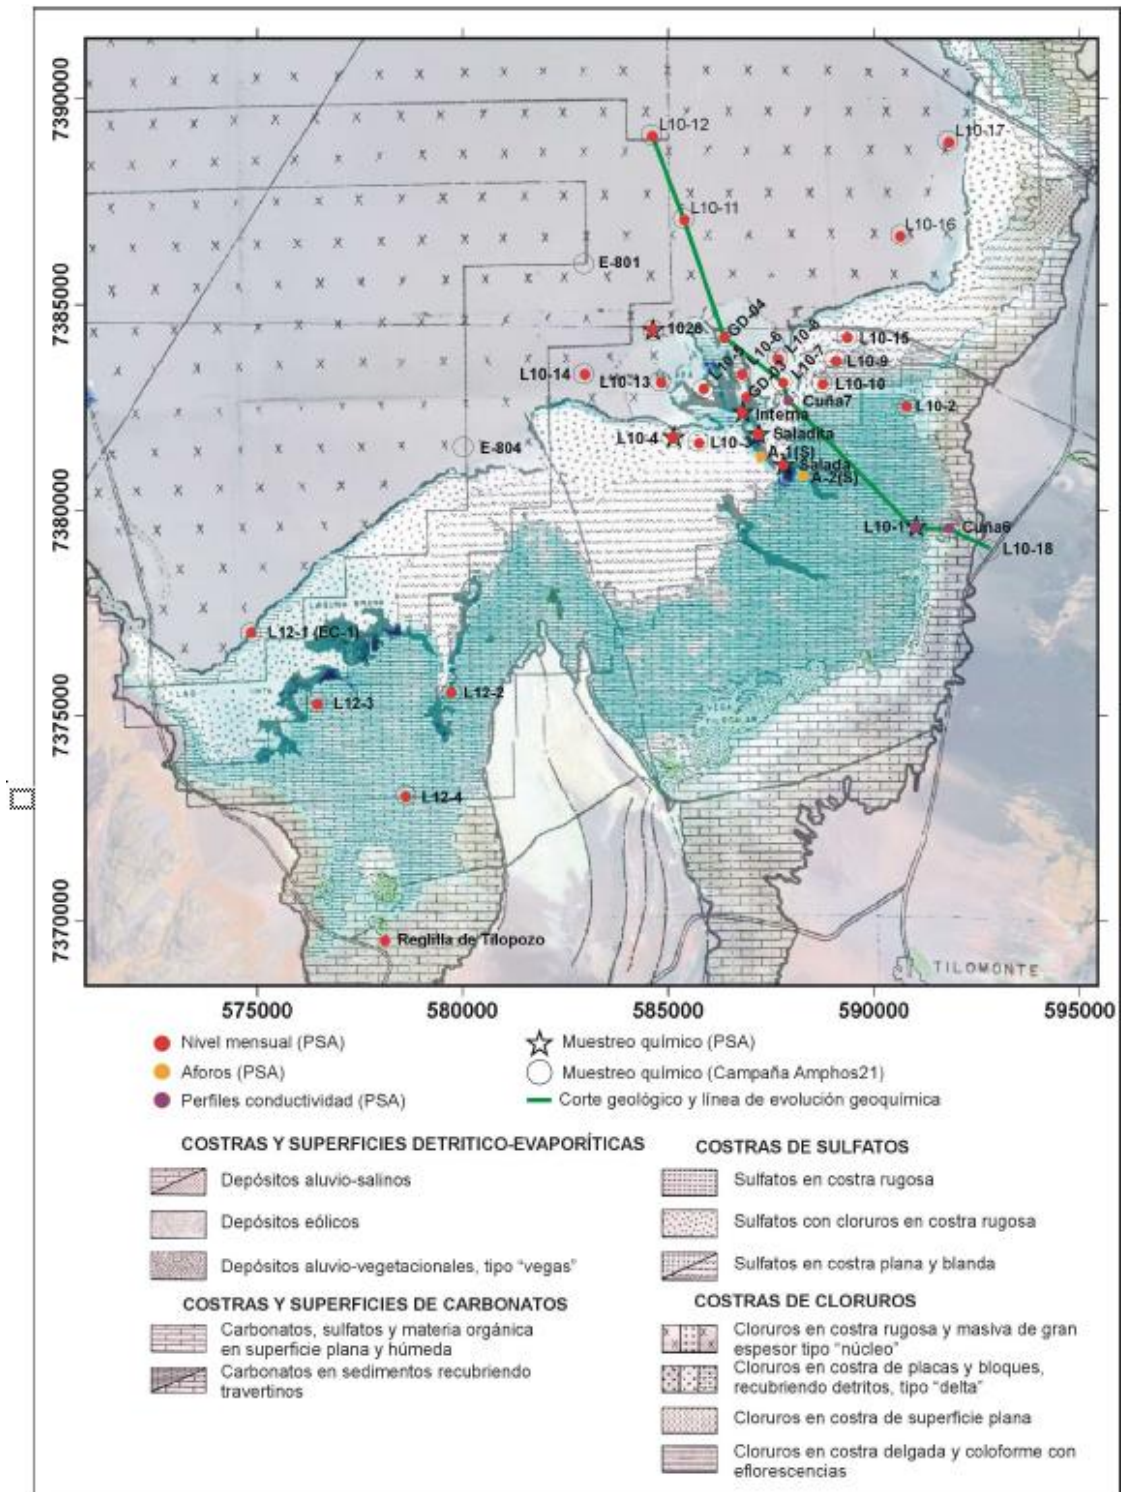 7390000
7385000
7380000
7375000
7370000
L10-12
L10-17
L10-11
L10-16
E-801
GD-04
1028
L10-5
L10-6
L10-8
L10-7
L10-15
L10-9
L10-14
L10-13
GD-03
L10-10
Cuña7
L10-2
Interna
L10-4
L10-3
Saladita
E-804
A-1(S)
Salada
A-2(S)
L10-1
Cuña6
L10-18
L12-1 (EC-1)
L12-3
L12-2
L12-4
Reglilla de Tilopozo
TILOMONTE
575000 580000 585000 590000 595000
Nivel mensual (PSA)
Aforos (PSA)
Perfiles conductividad (PSA)
Muestreo químico (PSA)
Muestreo químico (Campaña Amphos21)
Corte geológico y línea de evolución geoquímica
COSTRAS Y SUPERFICIES DETRITICO-EVAPORÍTICAS
Depósitos aluvio-salinos
Depósitos eólicos
Depósitos aluvio-vegetacionales, tipo "vegas"
COSTRAS Y SUPERFICIES DE CARBONATOS
Carbonatos, sulfatos y materia orgánica
en superficie plana y húmeda
Carbonatos en sedimentos recubriendo
travertinos
COSTRAS DE SULFATOS
Sulfatos en costra rugosa
Sulfatos con cloruros en costra rugosa
Sulfatos en costra plana y blanda
COSTRAS DE CLORUROS
Cloruros en costra rugosa y masiva de gran
espesor tipo "núcleo"
Cloruros en costra de placas y bloques,
recubriendo detritos, tipo "delta"
Cloruros en costra de superficie plana
Cloruros en costra delgada y coloforme con
eflorescencias